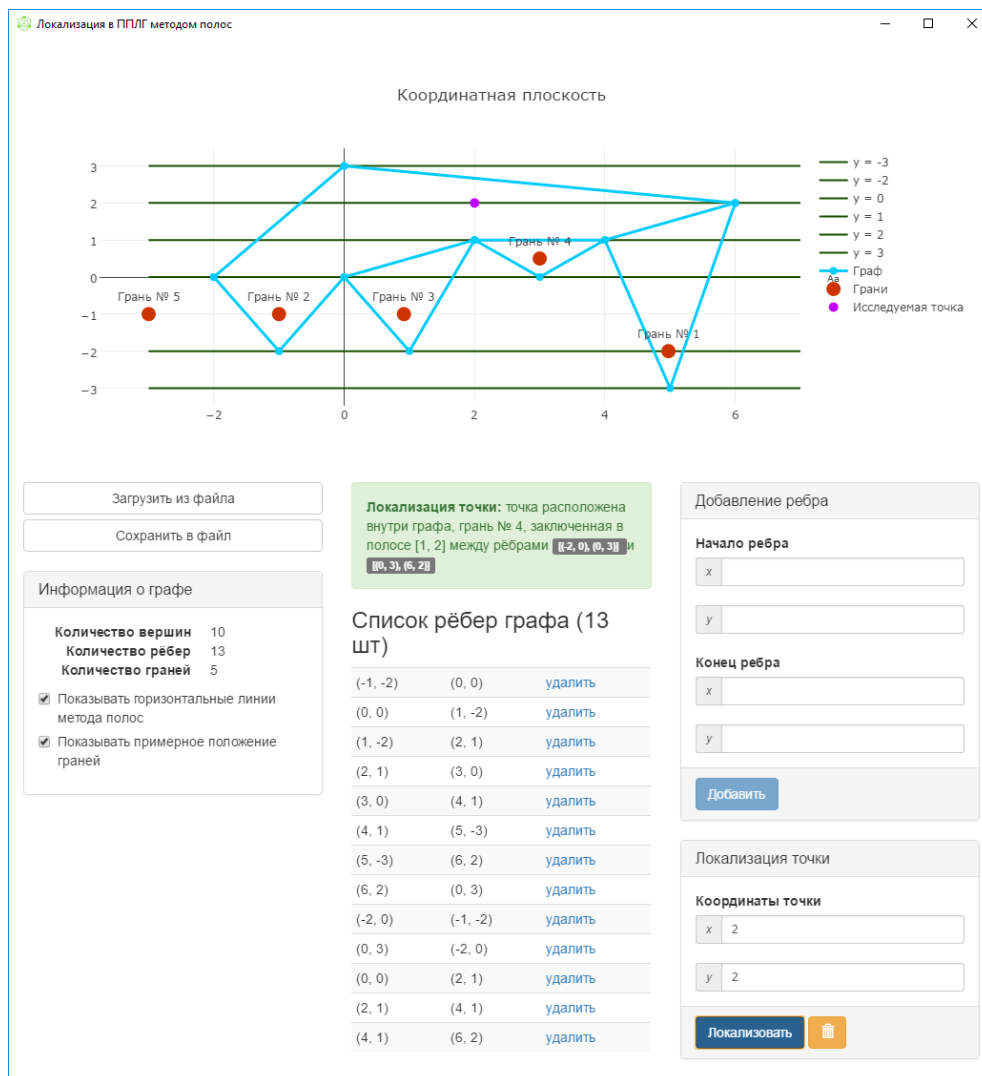 Локализация в ППЛГ методом полос
Координатная плоскость
3
2
1
0
−1
−2
−3
−2
0
2
4
6
Грань № 4
Грань № 5
Грань № 2
Грань № 3
Грань № 1
y = -3
y = -2
y = 0
y = 1
y = 2
y = 3
Граф
Aa
Грани
Исследуемая точка
Загрузить из файла
Сохранить в файл
Информация о графе
Количество вершин 10
Количество рёбер 13
Количество граней 5
Показывать горизонтальные линии
метода полос
Показывать примерное положение
граней
Локализация точки: точка расположена
внутри графа, грань № 4, заключенная в
полосе [1, 2] между рёбрами [(-2, 0), (0, 3)] и
[(0, 3), (6, 2)]
Список рёбер графа (13
шт)
(-1, -2) (0, 0) удалить
(0, 0) (1, -2) удалить
(1, -2) (2, 1) удалить
(2, 1) (3, 0) удалить
(3, 0) (4, 1) удалить
(4, 1) (5, -3) удалить
(5, -3) (6, 2) удалить
(6, 2) (0, 3) удалить
(-2, 0) (-1, -2) удалить
(0, 3) (-2, 0) удалить
(0, 0) (2, 1) удалить
(2, 1) (4, 1) удалить
(4, 1) (6, 2) удалить
Добавление ребра
Начало ребра
x
y
Конец ребра
x
y
Добавить
Локализация точки
Координаты точки
x 2
y 2
Локализовать